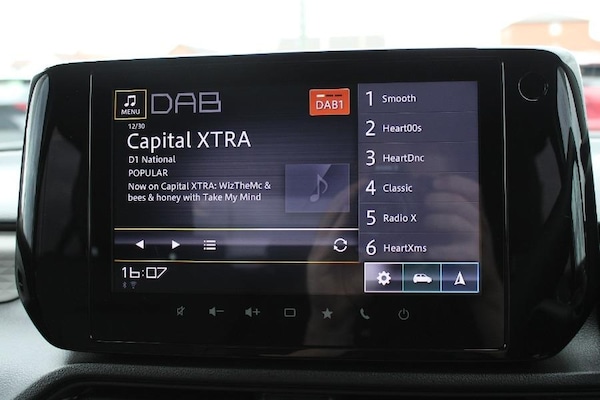 MENU
DAB
DAB1
12/30
Capital XTRA
D1 National
POPULAR
Now on Capital XTRA: WizTheMc &
bees & honey with Take My Mind
16:07
1 Smooth
2 Heart00s
3 HeartDnc
4 Classic
5 Radio X
6 HeartXms